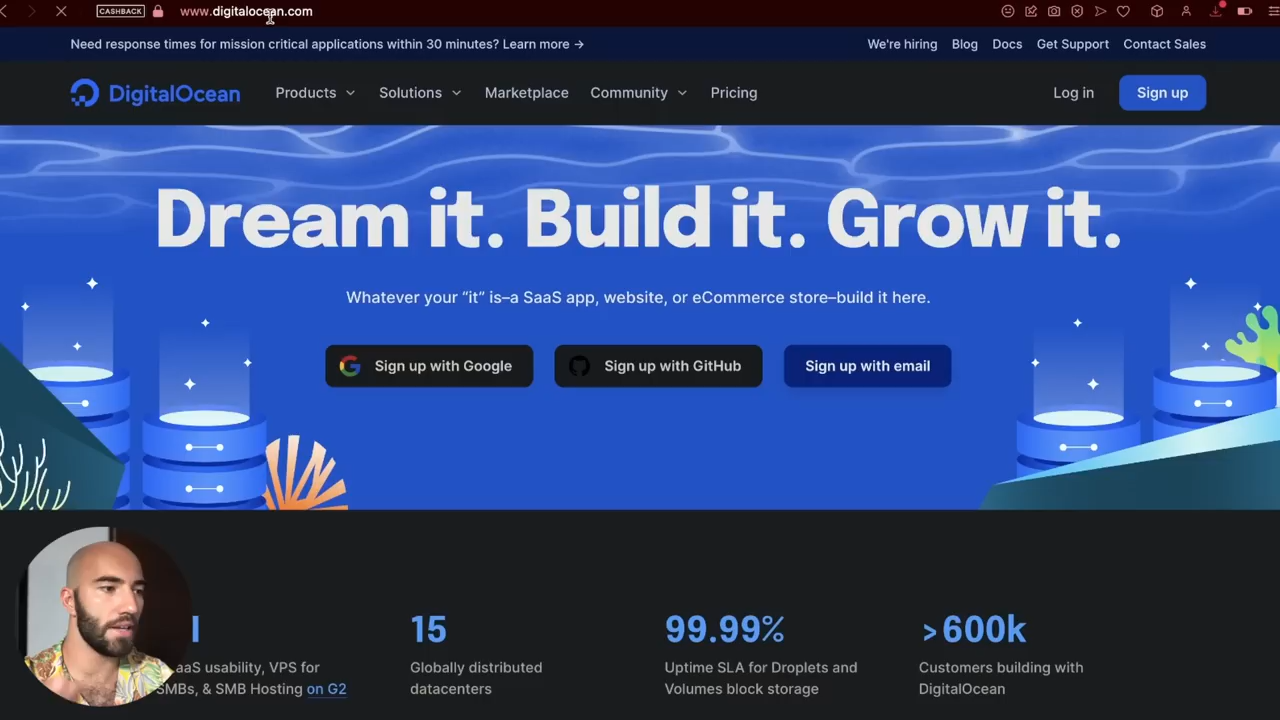 CASHBACK
www.digitalocean.com
Need response times for mission critical applications within 30 minutes? Learn more →
We're hiring
Blog
Docs
Get Support
Contact Sales
DigitalOcean
Products
Solutions
Marketplace
Community
Pricing
Log in
Sign up
Dream it. Build it. Grow it.
Whatever your “it” is–a SaaS app, website, or eCommerce store–build it here.
Sign up with Google
Sign up with GitHub
Sign up with email
15
Globally distributed
datacenters
99.99%
Uptime SLA for Droplets and
Volumes block storage
>600k
Customers building with
DigitalOcean
usability, VPS for
SMBs, & SMB Hosting on G2